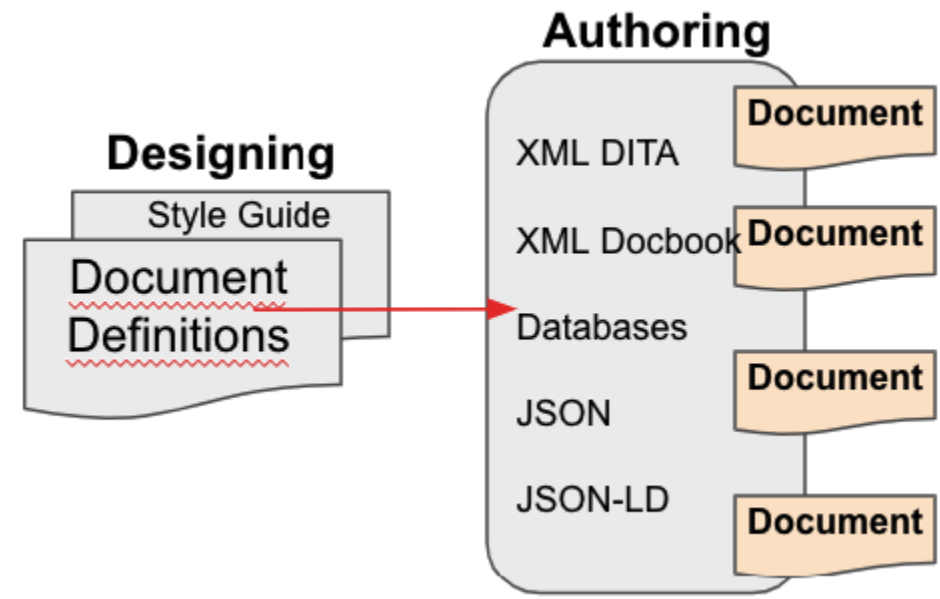 Designing
Style Guide
Document
Definitions
Authoring
XML DITA
XML Docbook
Databases
JSON
JSON-LD
Document
Document
Document
Document